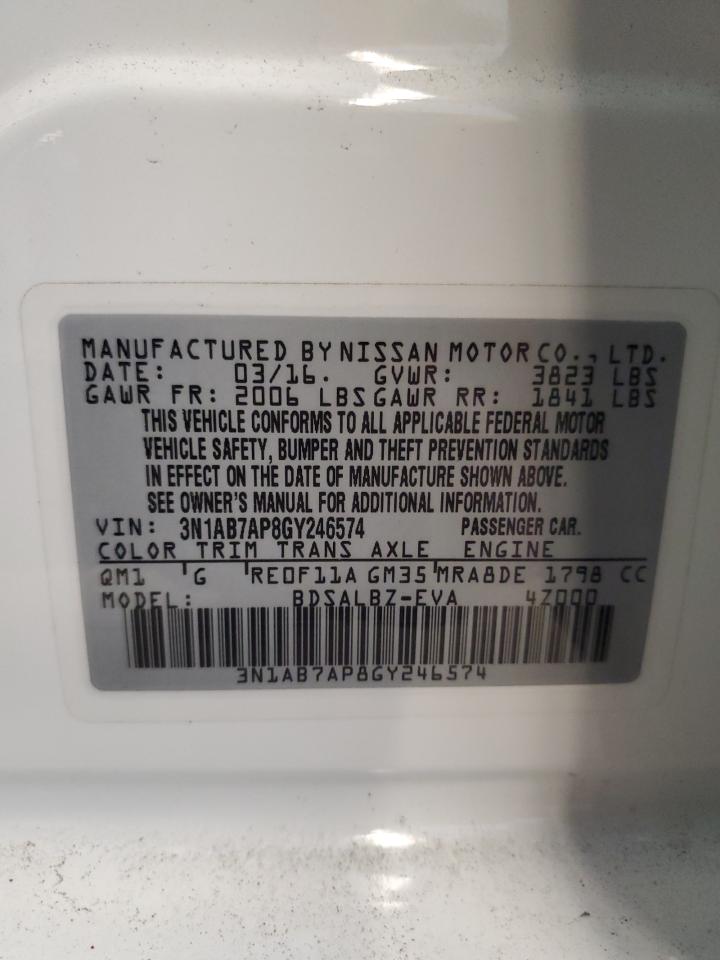 MANUFACTURED BY NISSAN MOTOR CO., LTD.
DATE: 03/16. GVWR: 3823 LBS
GAWR FR: 2006 LBS GAWR RR: 1841 LBS
THIS VEHICLE CONFORMS TO ALL APPLICABLE FEDERAL MOTOR
VEHICLE SAFETY, BUMPER AND THEFT PREVENTION STANDARDS
IN EFFECT ON THE DATE OF MANUFACTURE SHOWN ABOVE.
SEE OWNER'S MANUAL FOR ADDITIONAL INFORMATION.
VIN: 3N1AB7AP8GY246574 PASSENGER CAR.
COLOR TRIM TRANS AXLE ENGINE
QM1 G RE0F11A GM35 MRA8DE 1798 CC
MODEL: BDSALBZ-EVA 4Z000
3N1AB7AP8GY246574